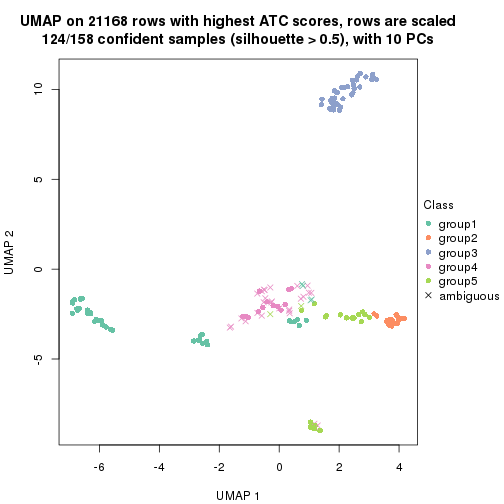 UMAP on 21168 rows with highest ATC scores, rows are scaled
124/158 confident samples (silhouette > 0.5), with 10 PCs
10
5
0
-5
UMAP 2
-6
-4
-2
0
2
4
UMAP 1
Class
group1
group2
group3
group4
group5
ambiguous